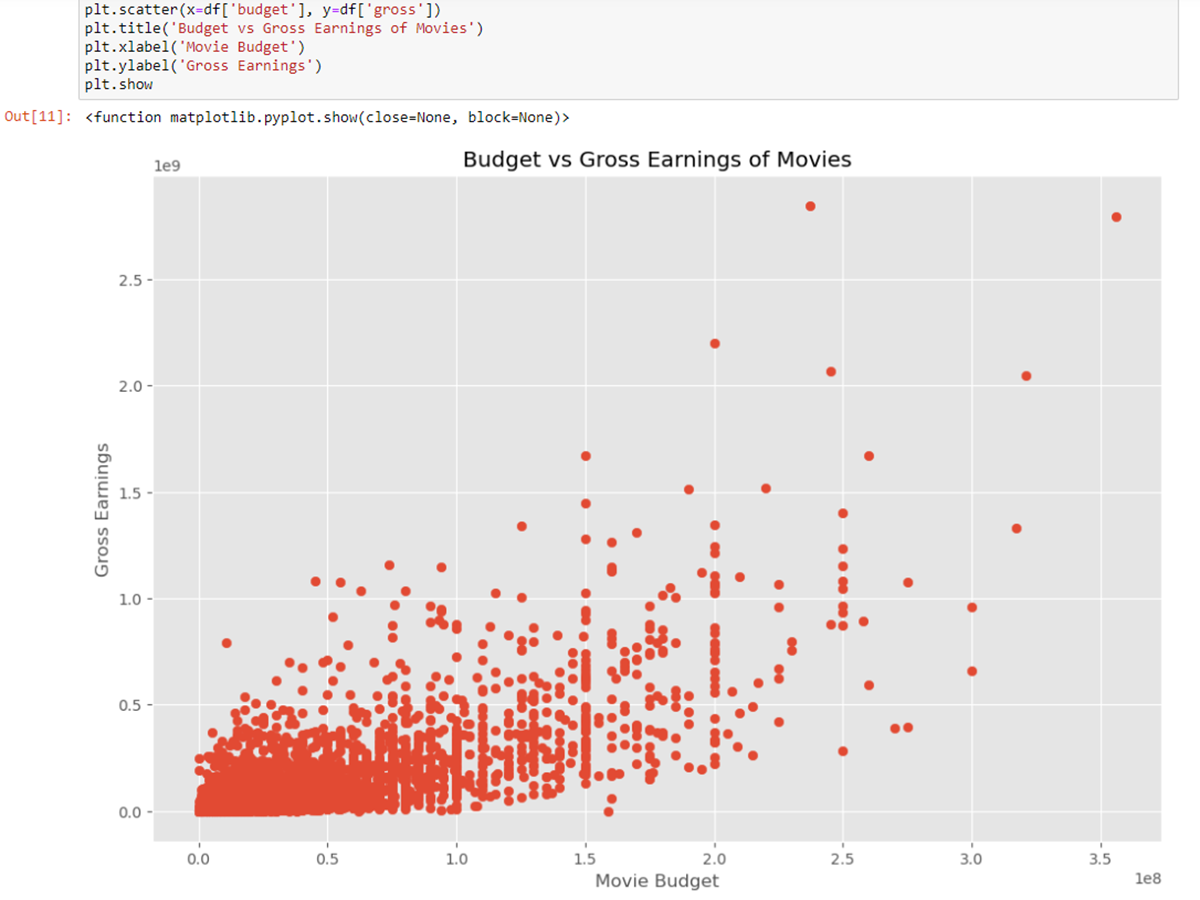 plt.scatter(x=df['budget'], y=df['gross'])
plt.title('Budget vs Gross Earnings of Movies')
plt.xlabel('Movie Budget')
plt.ylabel('Gross Earnings')
plt.show
Out[11]: <function matplotlib.pyplot.show(close=None, block=None)>
Budget vs Gross Earnings of Movies
1e9
2.5
2.0
1.5
1.0
0.5
0.0
Gross Earnings
0.0 0.5 1.0 1.5 2.0 2.5 3.0 3.5
1e8
Movie Budget